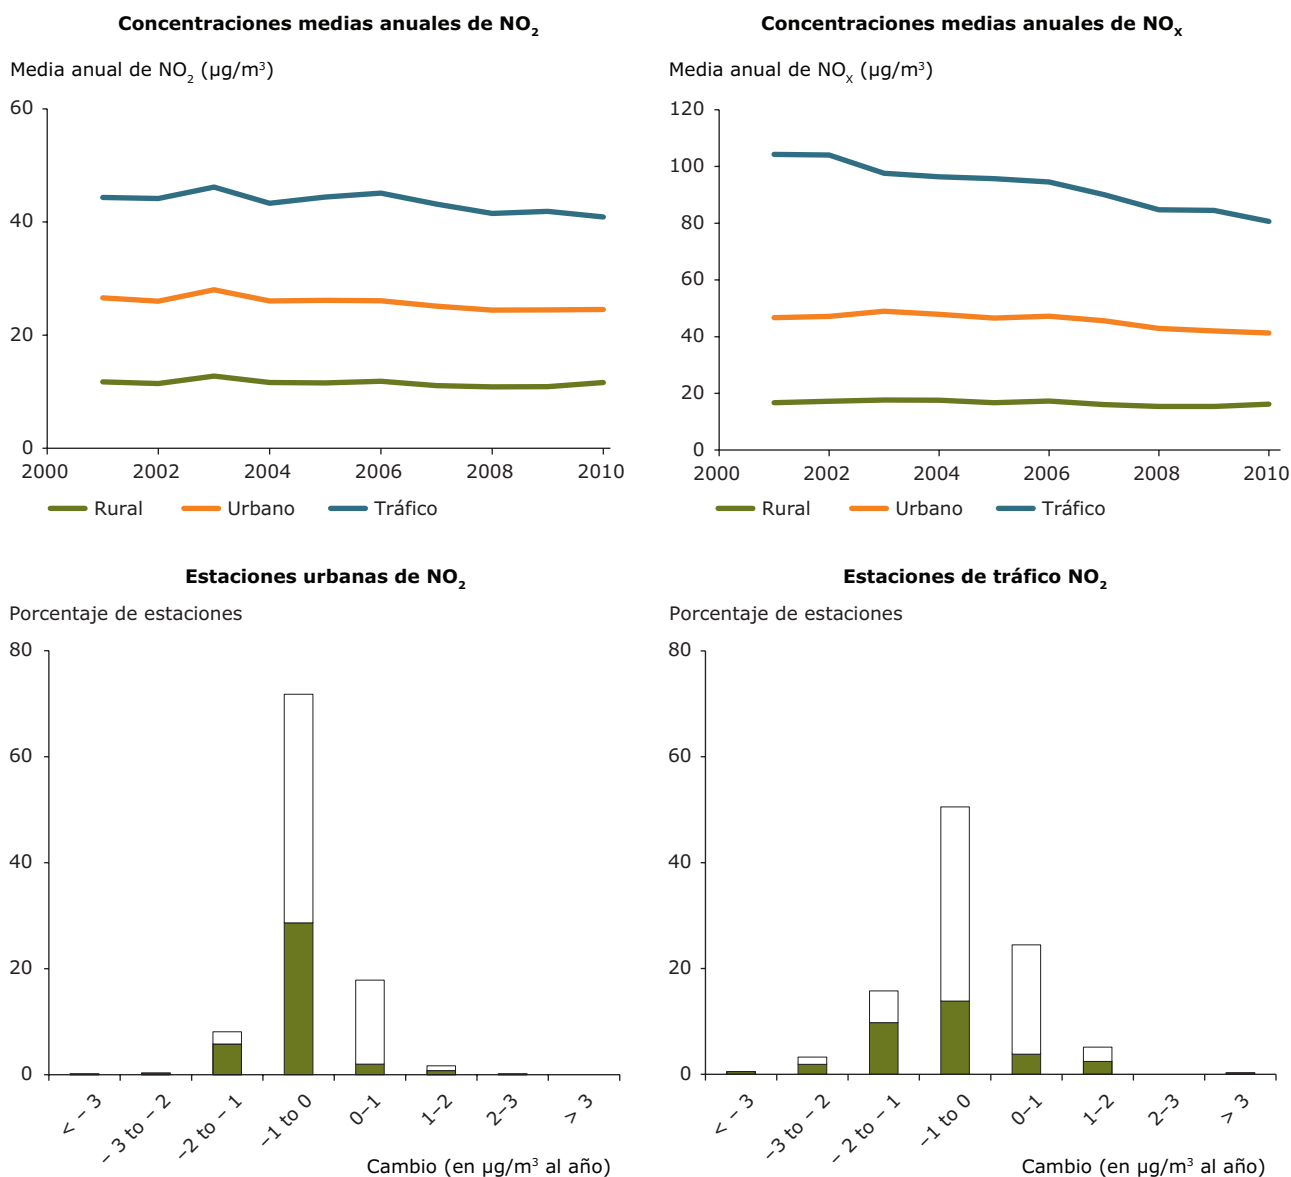 Concentraciones medias anuales de NO₂
Media anual de NO₂ (µg/m³)
60
40
20
0
2000 2002 2004 2006 2008 2010
Rural Urbano Tráfico
Concentraciones medias anuales de NOₓ
Media anual de NOₓ (µg/m³)
120
100
80
60
40
20
0
2000 2002 2004 2006 2008 2010
Rural Urbano Tráfico
Estaciones urbanas de NO₂
Porcentaje de estaciones
80
60
40
20
0
< – 3 – 3 to – 2 –2 to – 1 –1 to 0 0–1 1–2 2–3 > 3
Cambio (en µg/m³ al año)
Estaciones de tráfico NO₂
Porcentaje de estaciones
80
60
40
20
0
< – 3 – 3 to – 2 – 2 to – 1 –1 to 0 0–1 1–2 2–3 > 3
Cambio (en µg/m³ al año)